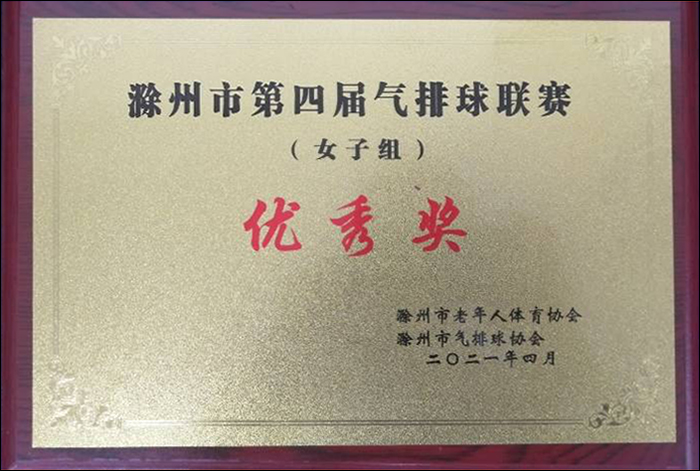 滁州市第四届气排球联赛
（女子组）
优秀奖
滁州市老年人体育协会
滁州市气排球协会
二〇二一年四月